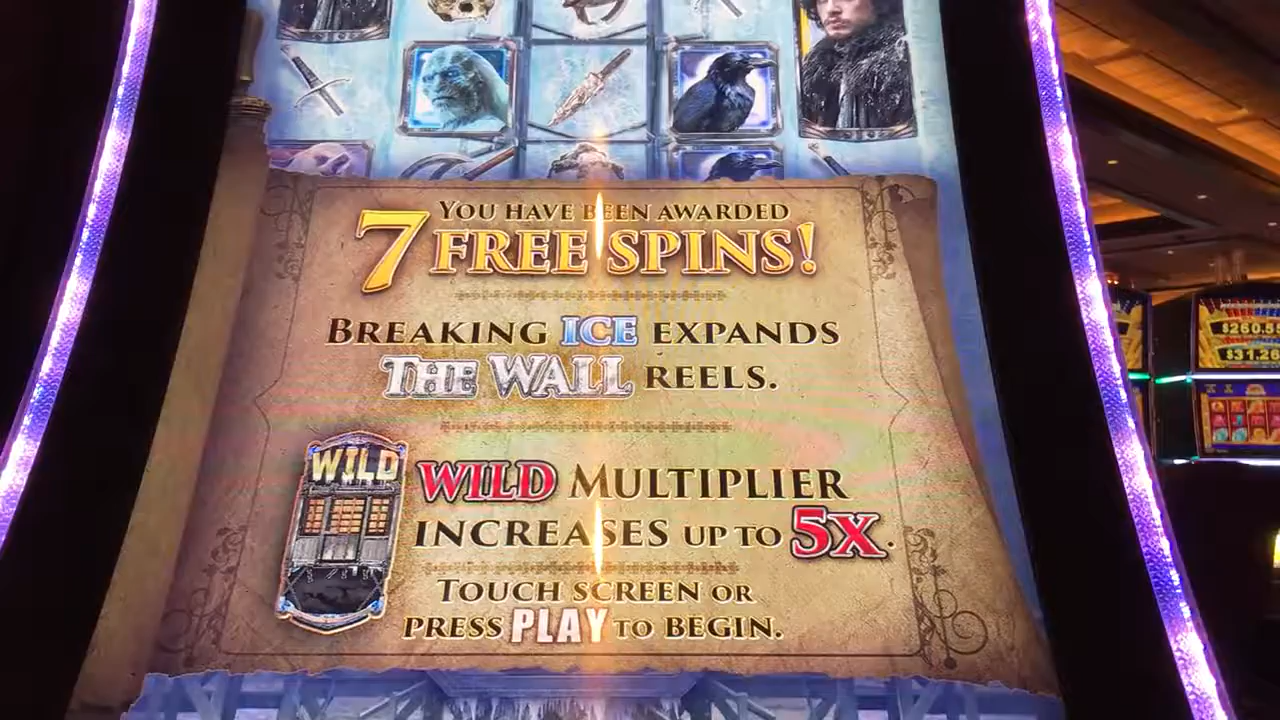 YOU HAVE BEEN AWARDED
7 FREE SPINS!
BREAKING ICE EXPANDS
THE WALL REELS.
WILD
WILD MULTIPLIER
INCREASES UP TO 5X.
TOUCH SCREEN OR
PRESS PLAY TO BEGIN.